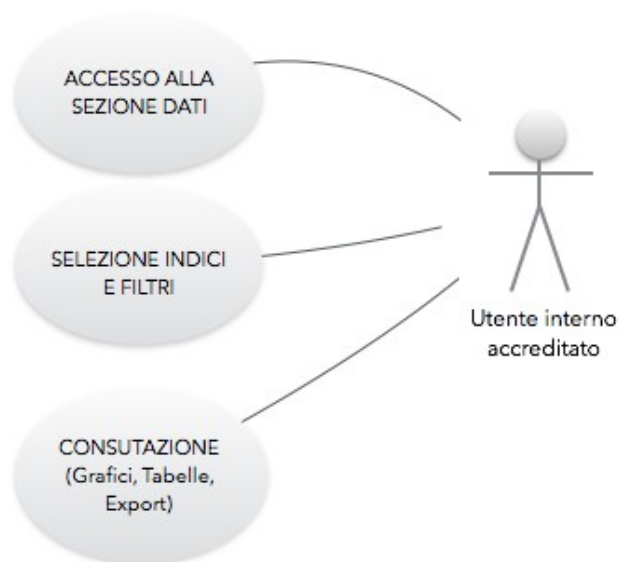 ACCESSO ALLA
SEZIONE DATI
SELEZIONE INDICI
E FILTRI
Utente interno
accreditato
CONSUTAZIONE
(Grafici, Tabelle,
Export)